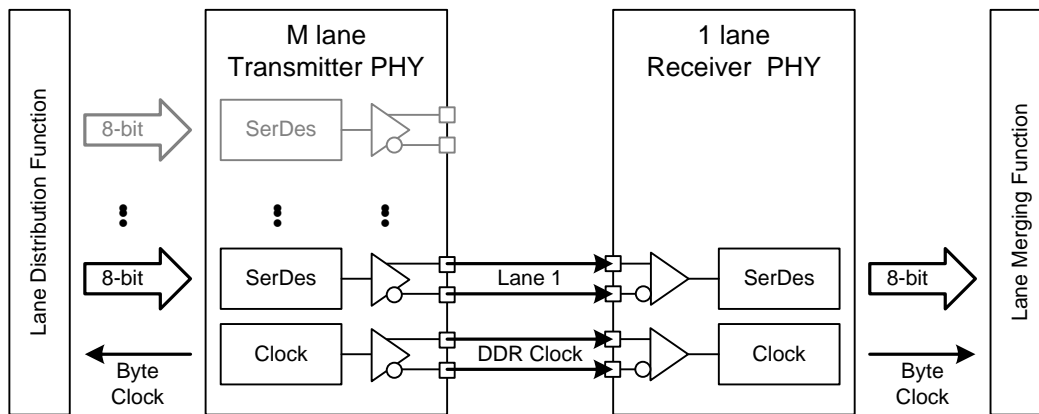 Lane Distribution Function
M lane
Transmitter PHY
1 lane
Receiver PHY
Lane Merging Function
8-bit
SerDes
8-bit
SerDes
Lane 1
SerDes
8-bit
Byte
Clock
Clock
DDR Clock
Clock
Byte
Clock